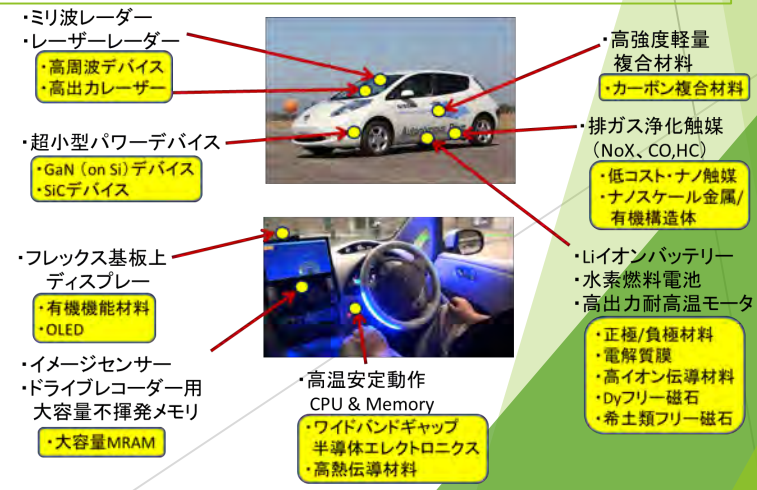 ・ミリ波レーダー
・レーザーレーダー
・高周波デバイス
・高出力レーザー
・超小型パワーデバイス
・GaN (on Si) デバイス
・SiCデバイス
・フレックス基板上
ディスプレー
・有機機能材料
・OLED
・イメージセンサー
・ドライブレコーダー用
大容量不揮発メモリ
・大容量MRAM
・高温安定動作
CPU & Memory
・ワイドバンドギャップ
半導体エレクトロニクス
・高熱伝導材料
・高強度軽量
複合材料
・カーボン複合材料
・排ガス浄化触媒
(NoX、CO,HC)
・低コスト・ナノ触媒
・ナノスケール金属/
有機構造体
・Liイオンバッテリー
・水素燃料電池
・高出力耐高温モータ
・正極/負極材料
・電解質膜
・高イオン伝導材料
・Dyフリー磁石
・希土類フリー磁石